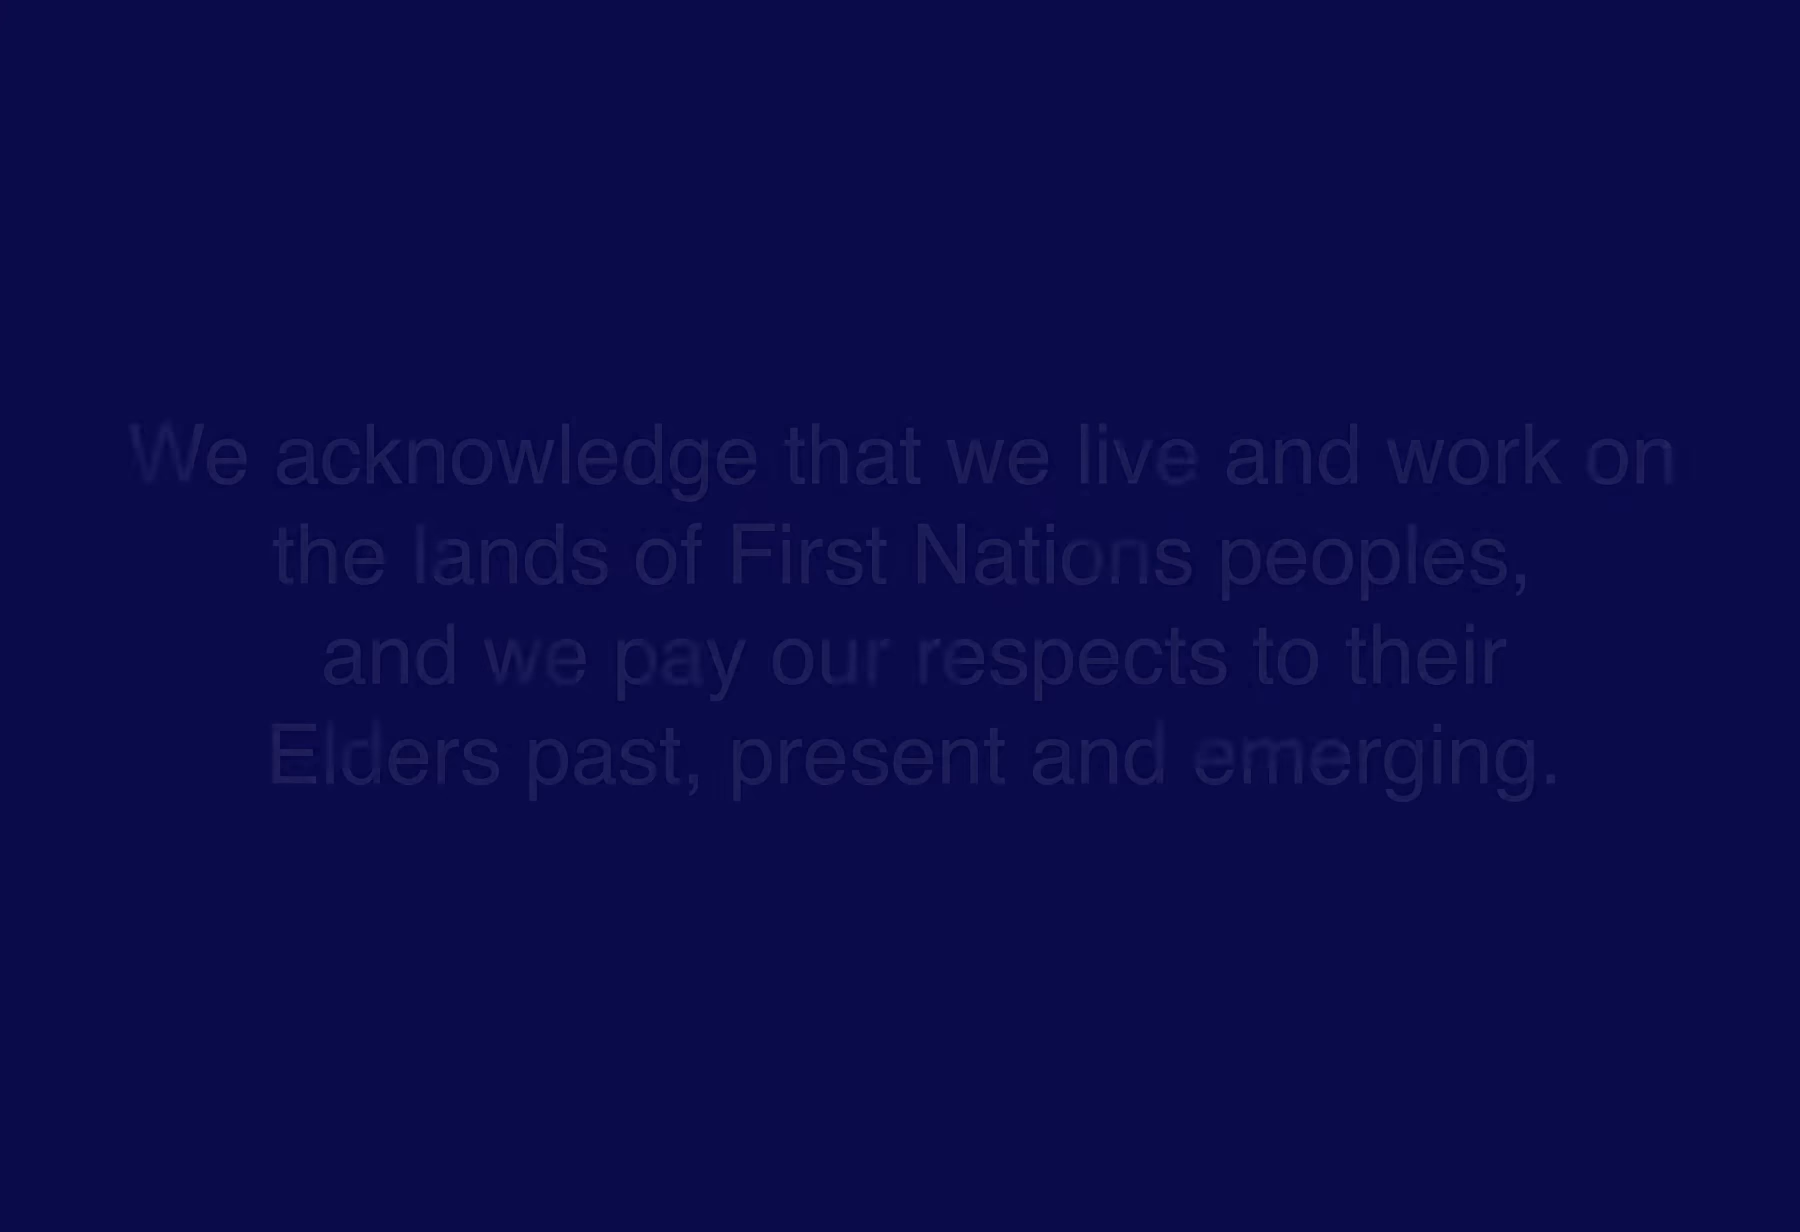 We acknowledge that we live and work on
the lands of First Nations peoples,
and we pay our respects to their
Elders past, present and emerging.